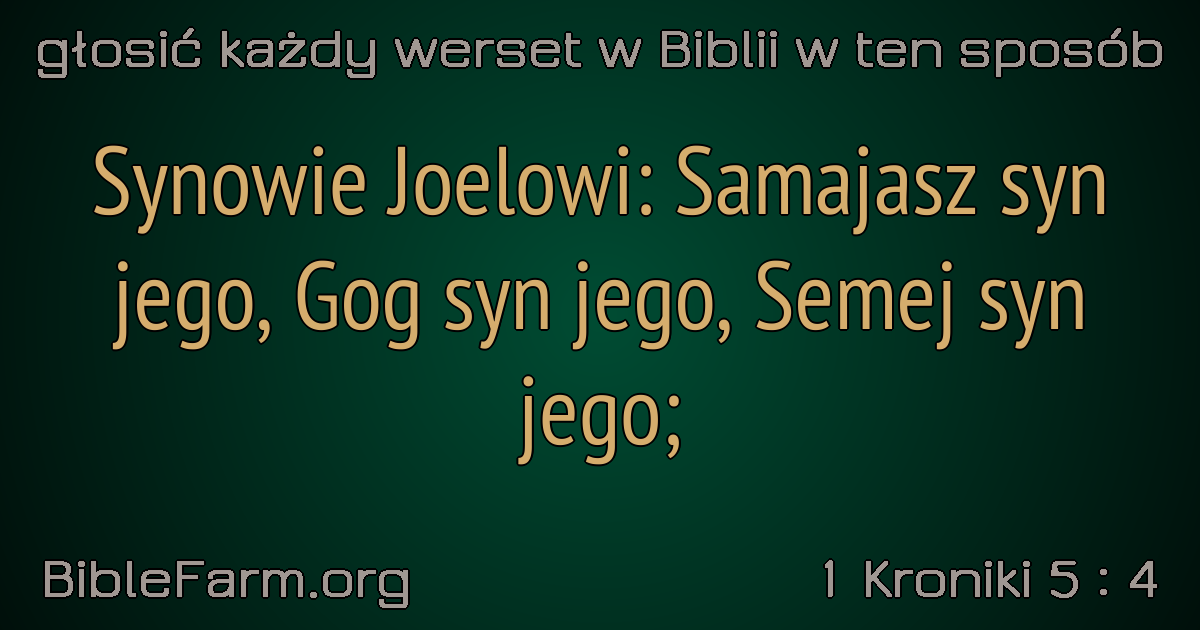 głosić każdy werset w Biblii w ten sposób
Synowie Joelowi: Samajasz syn
jego, Gog syn jego, Semej syn
jego;
BibleFarm.org
1 Kroniki 5 : 4